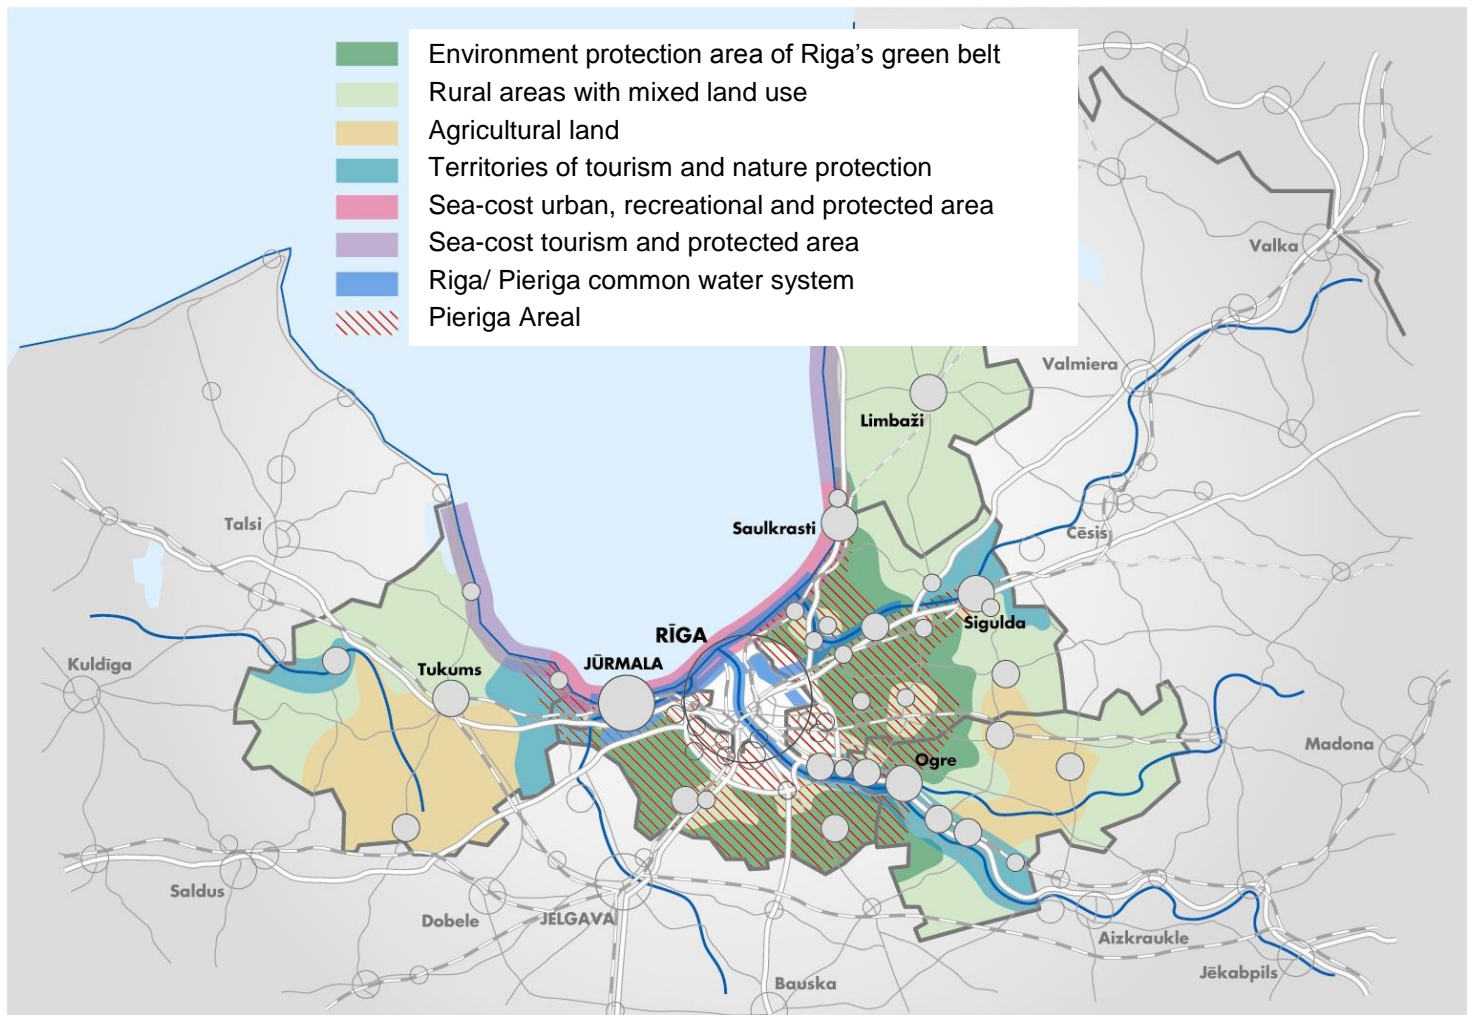 Environment protection area of Riga’s green belt
Rural areas with mixed land use
Agricultural land
Territories of tourism and nature protection
Sea-cost urban, recreational and protected area
Sea-cost tourism and protected area
Riga/ Pieriga common water system
Pieriga Areal
Valka
Valmiera
Limbaži
Talsi
Saulkrasti
Cēsis
Sigulda
RĪGA
JŪRMALA
Kuldīga
Tukums
Madona
Ogre
Saldus
Dobele
JELGAVA
Aizkraukle
Jēkabpils
Bauska